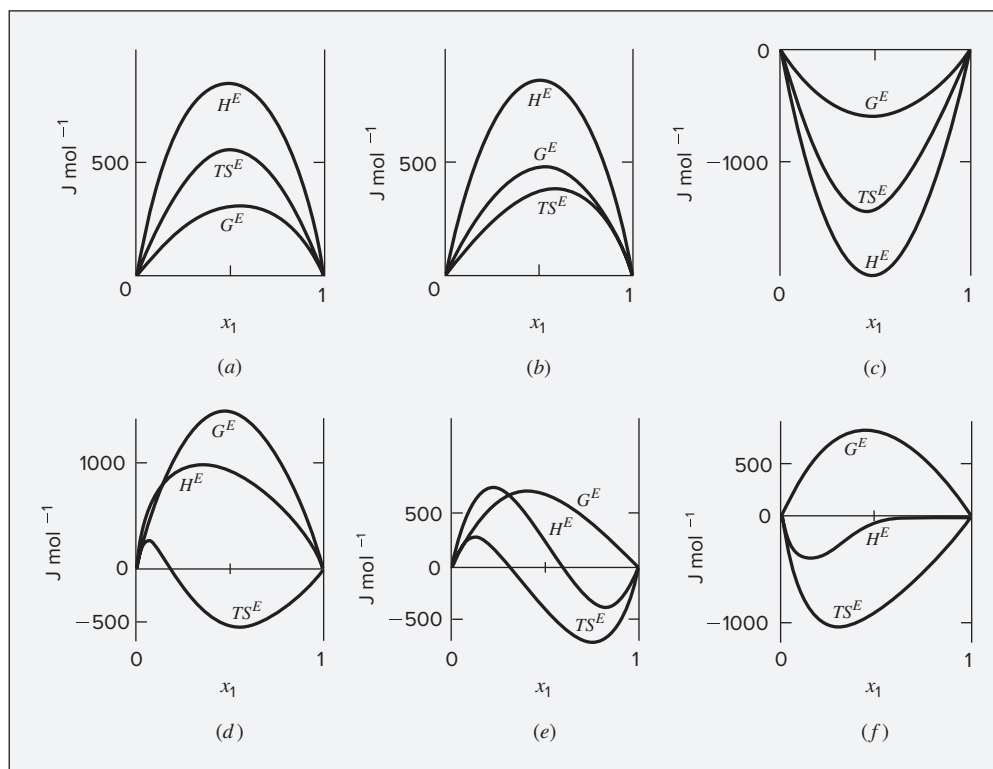 J mol −1
500
0
H^E
TS^E
G^E
1
x₁
(a)
J mol −1
500
0
H^E
G^E
TS^E
1
x₁
(b)
J mol −1
0
−1000
G^E
TS^E
H^E
0
1
x₁
(c)
J mol −1
1000
0
−500
G^E
H^E
TS^E
0
1
x₁
(d)
J mol −1
500
0
−500
G^E
H^E
TS^E
0
1
x₁
(e)
J mol −1
500
0
−1000
G^E
H^E
TS^E
0
1
x₁
(f)